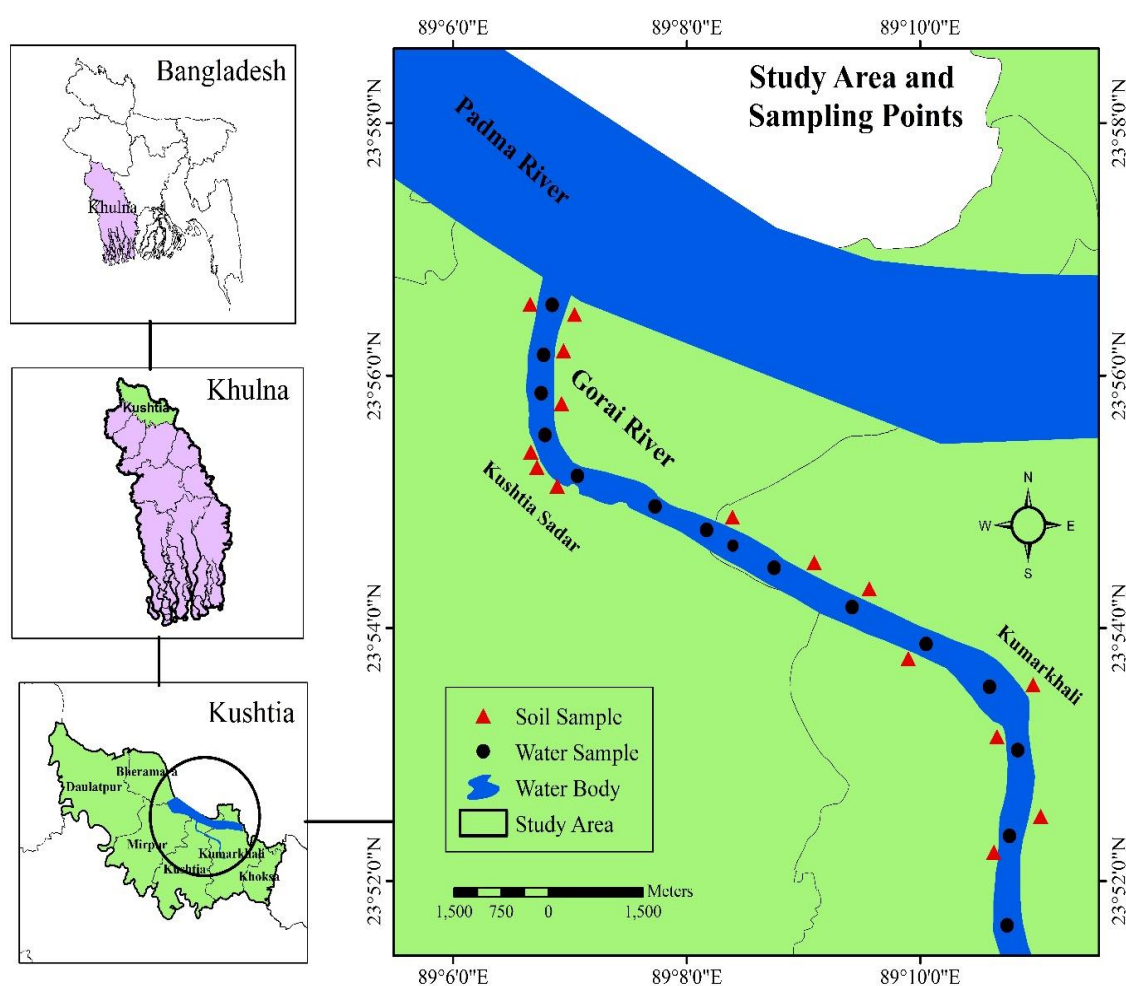 Bangladesh
Khulna
Khulna
Kushtia
Kushtia
Bheramara
Daulatpur
Mirpur
Kushtia
Kumarkhali
Khoksa
89°6'0"E 89°8'0"E 89°10'0"E
Study Area and
Sampling Points
Padma River
Gorai River
Kushtia Sadar
Kumarkhali
N
W E
S
23°58'0"N
23°56'0"N
23°54'0"N
23°52'0"N
23°58'0"N
23°56'0"N
23°54'0"N
23°52'0"N
Soil Sample
Water Sample
Water Body
Study Area
Meters
1,500 750 0 1,500
89°6'0"E 89°8'0"E 89°10'0"E